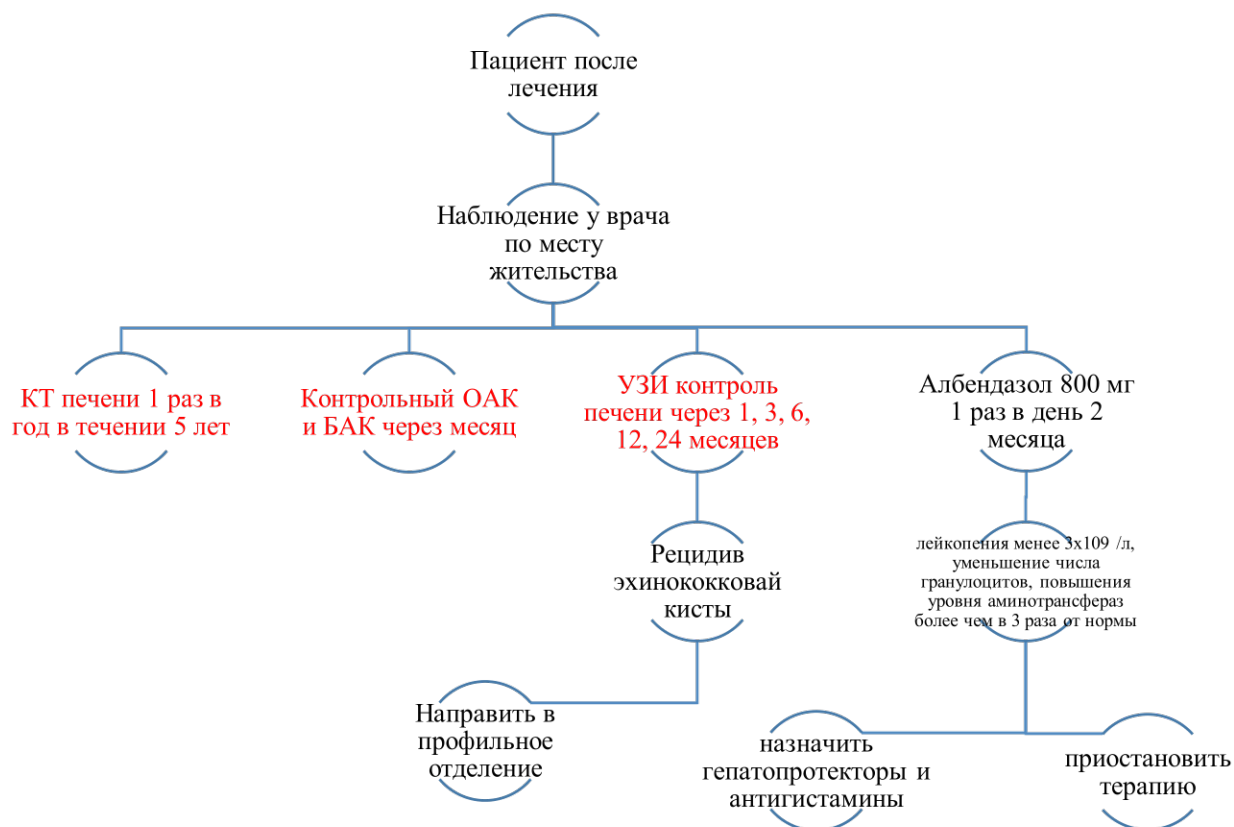 Пациент после
лечения
Наблюдение у врача
по месту
жительства
КТ печени 1 раз в
год в течении 5 лет
Контрольный ОАК
и БАК через месяц
УЗИ контроль
печени через 1, 3, 6,
12, 24 месяцев
Албендазол 800 мг
1 раз в день 2
месяца
Рецидив
эхинококковай
кисты
лейкопения менее 3х109 /л,
уменьшение числа
гранулоцитов, повышения
уровня аминотрансфераз
более чем в 3 раза от нормы
Направить в
профильное
отделение
назначить
гепатопротекторы и
антигистамины
приостановить
терапию